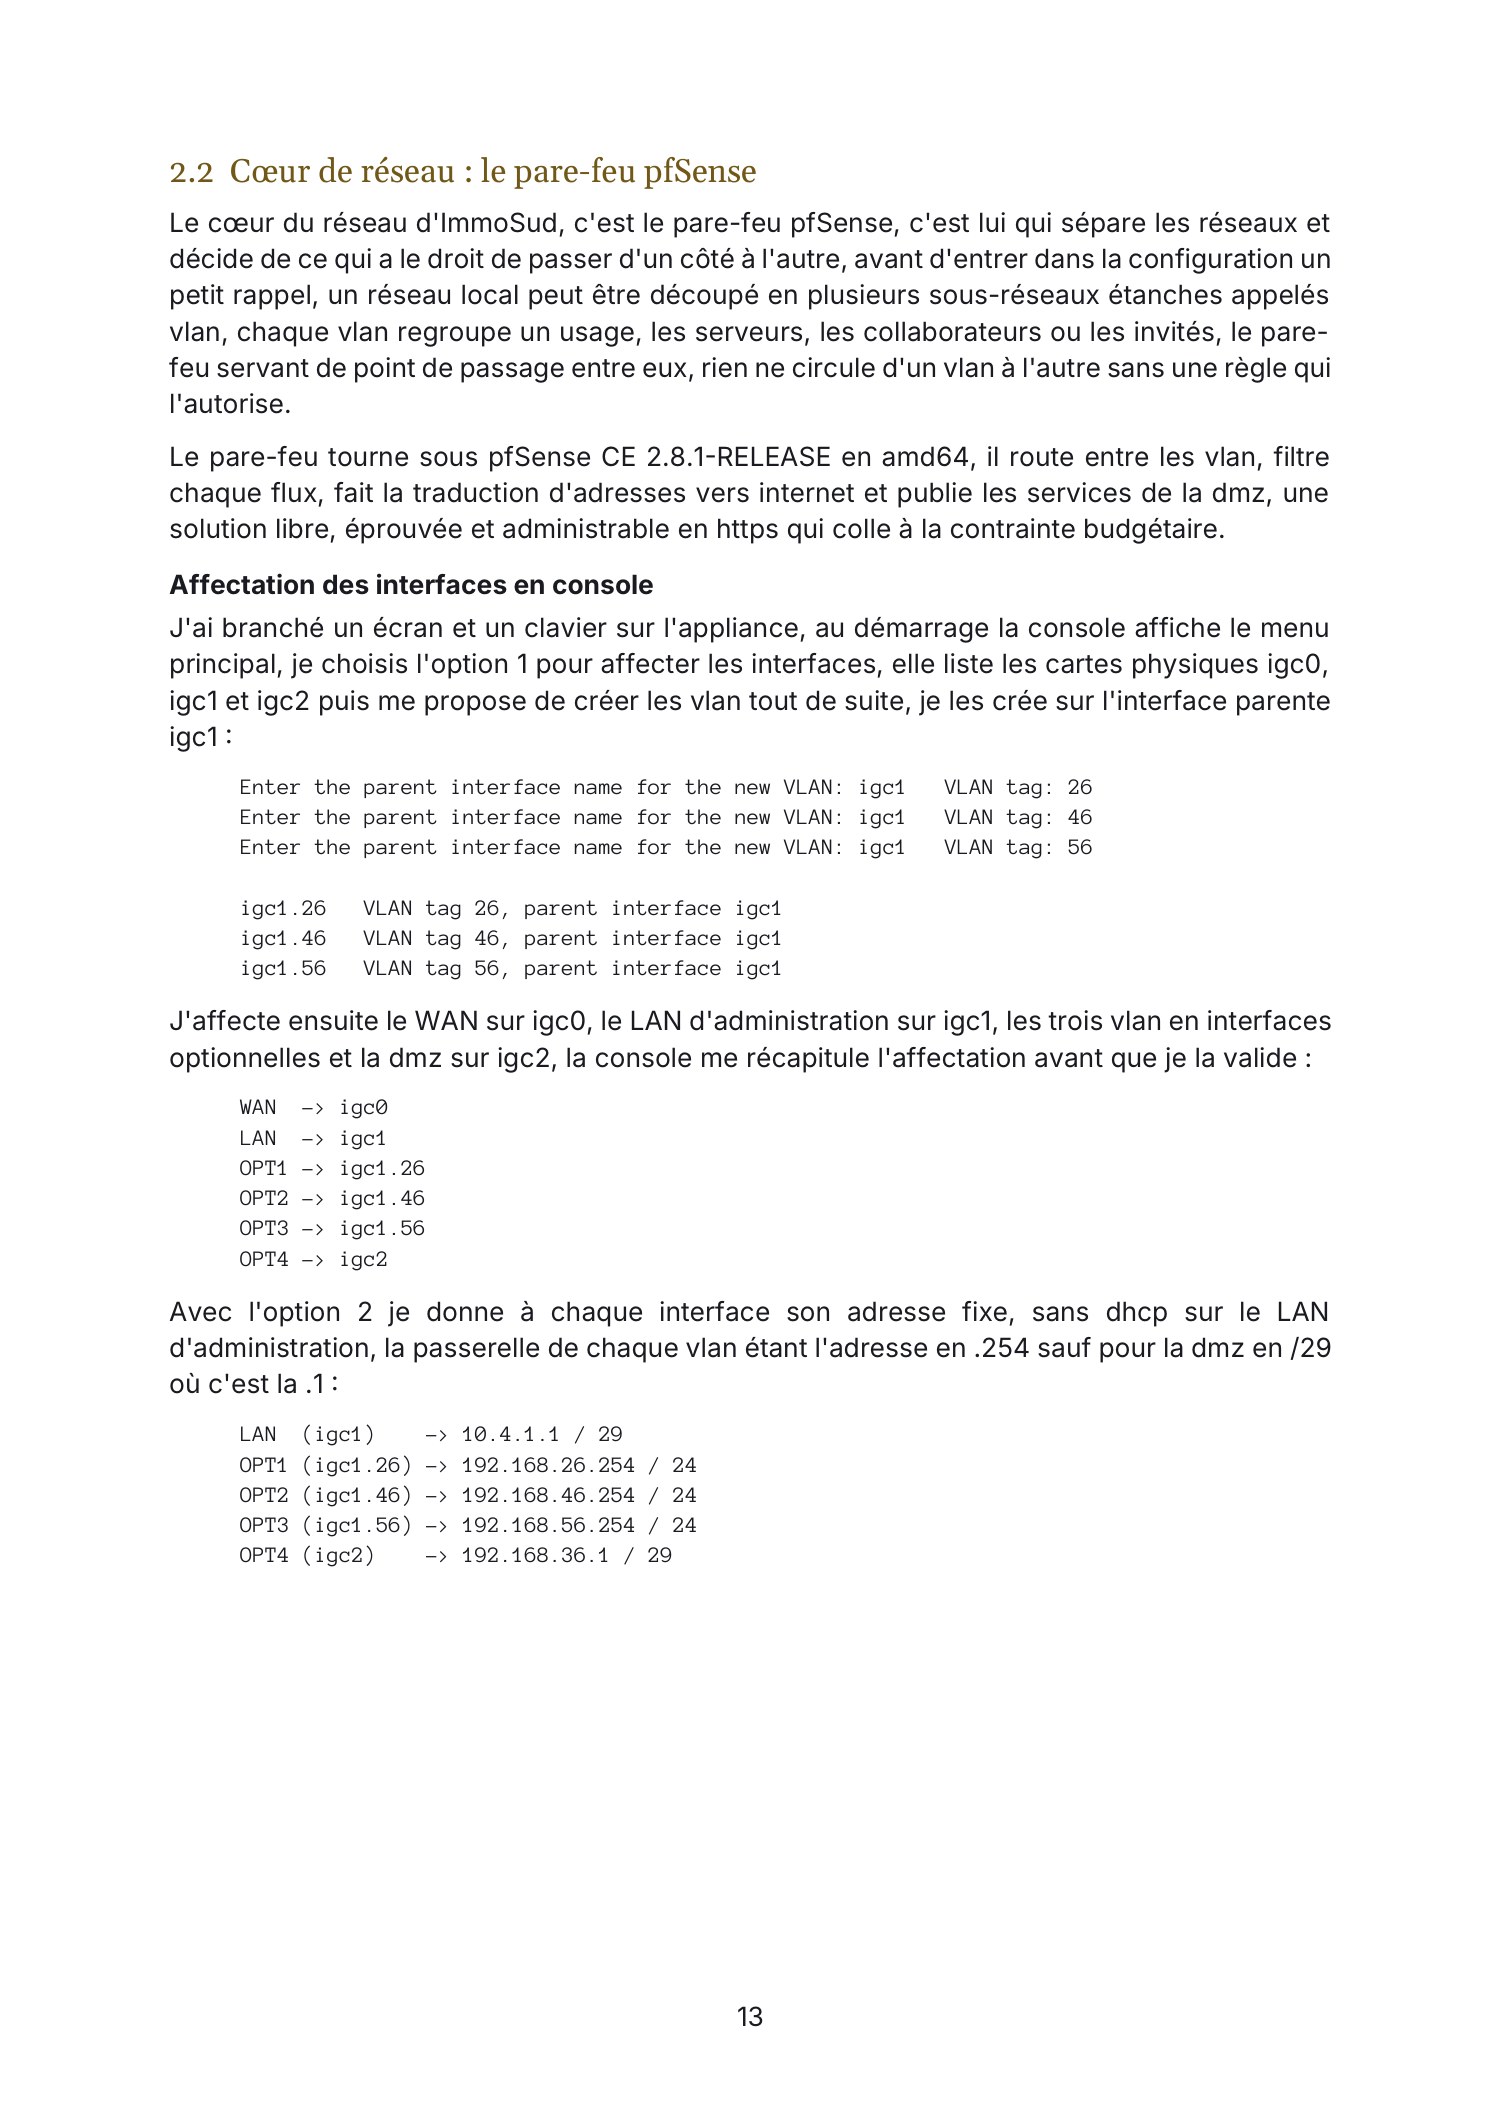 2.2 Cœur de réseau : le pare-feu pfSense
Le cœur du réseau d'ImmoSud, c'est le pare-feu pfSense, c'est lui qui sépare les réseaux et
décide de ce qui a le droit de passer d'un côté à l'autre, avant d'entrer dans la configuration un
petit rappel, un réseau local peut être découpé en plusieurs sous-réseaux étanches appelés
vlan, chaque vlan regroupe un usage, les serveurs, les collaborateurs ou les invités, le pare-
feu servant de point de passage entre eux, rien ne circule d'un vlan à l'autre sans une règle qui
l'autorise.
Le pare-feu tourne sous pfSense CE 2.8.1-RELEASE en amd64, il route entre les vlan, filtre
chaque flux, fait la traduction d'adresses vers internet et publie les services de la dmz, une
solution libre, éprouvée et administrable en https qui colle à la contrainte budgétaire.
Affectation des interfaces en console
J'ai branché un écran et un clavier sur l'appliance, au démarrage la console affiche le menu
principal, je choisis l'option 1 pour affecter les interfaces, elle liste les cartes physiques igc0,
igc1 et igc2 puis me propose de créer les vlan tout de suite, je les crée sur l'interface parente
igc1 :
Enter the parent interface name for the new VLAN: igc1   VLAN tag: 26
Enter the parent interface name for the new VLAN: igc1   VLAN tag: 46
Enter the parent interface name for the new VLAN: igc1   VLAN tag: 56
igc1.26   VLAN tag 26, parent interface igc1
igc1.46   VLAN tag 46, parent interface igc1
igc1.56   VLAN tag 56, parent interface igc1
J'affecte ensuite le WAN sur igc0, le LAN d'administration sur igc1, les trois vlan en interfaces
optionnelles et la dmz sur igc2, la console me récapitule l'affectation avant que je la valide :
WAN  -> igc0
LAN  -> igc1
OPT1 -> igc1.26
OPT2 -> igc1.46
OPT3 -> igc1.56
OPT4 -> igc2
Avec l'option 2 je donne à chaque interface son adresse fixe, sans dhcp sur le LAN
d'administration, la passerelle de chaque vlan étant l'adresse en .254 sauf pour la dmz en /29
où c'est la .1 :
LAN  (igc1)    -> 10.4.1.1 / 29
OPT1 (igc1.26) -> 192.168.26.254 / 24
OPT2 (igc1.46) -> 192.168.46.254 / 24
OPT3 (igc1.56) -> 192.168.56.254 / 24
OPT4 (igc2)    -> 192.168.36.1 / 29
13